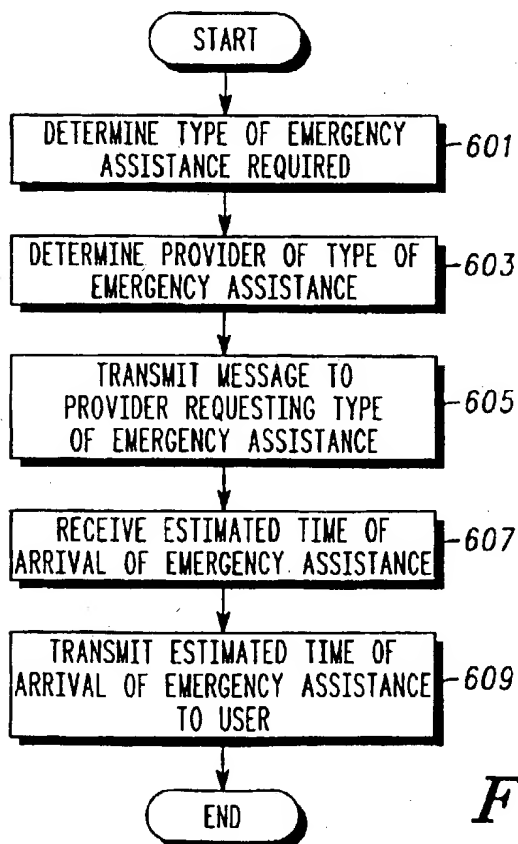 START
DETERMINE TYPE OF EMERGENCY
ASSISTANCE REQUIRED
601
DETERMINE PROVIDER OF TYPE OF
EMERGENCY ASSISTANCE
603
TRANSMIT MESSAGE TO
PROVIDER REQUESTING TYPE
OF EMERGENCY ASSISTANCE
605
RECEIVE ESTIMATED TIME OF
ARRIVAL OF EMERGENCY ASSISTANCE
607
TRANSMIT ESTIMATED TIME OF
ARRIVAL OF EMERGENCY ASSISTANCE
TO USER
609
END
F